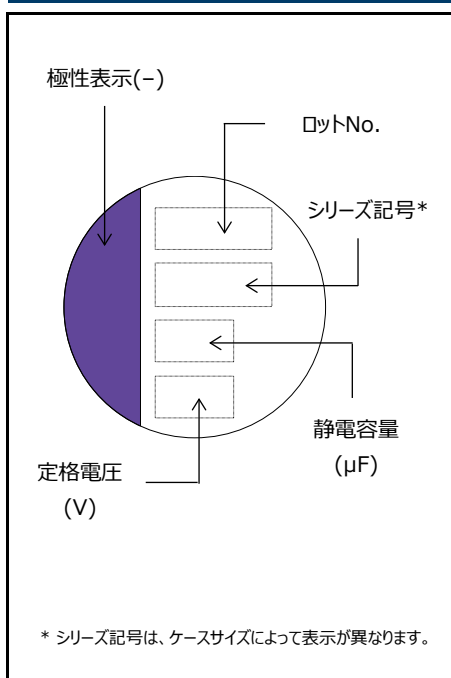 極性表示(−)
ロットNo.
シリーズ記号*
静電容量
(μF)
定格電圧
(V)
* シリーズ記号は、ケースサイズによって表示が異なります。